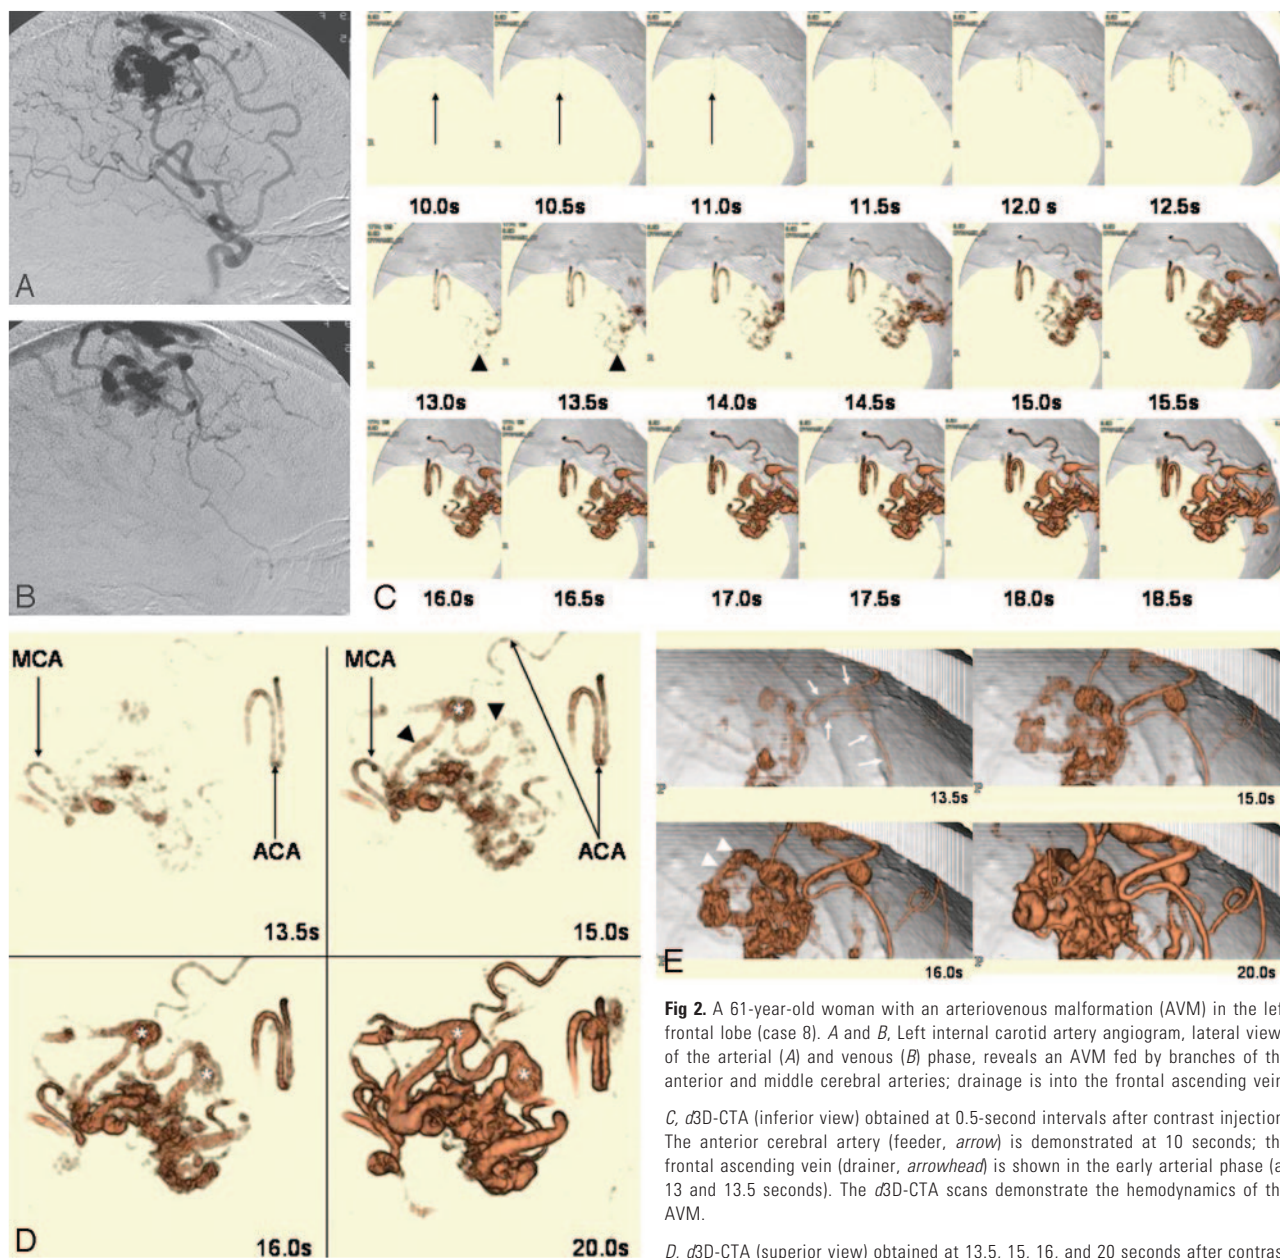 A
B
C
10.0s 10.5s 11.0s 11.5s 12.0 s 12.5s
13.0s 13.5s 14.0s 14.5s 15.0s 15.5s
16.0s 16.5s 17.0s 17.5s 18.0s 18.5s
MCA
ACA
13.5s
MCA
ACA
15.0s
D
16.0s
20.0s
13.5s
15.0s
E
16.0s
20.0s
Fig 2. A 61-year-old woman with an arteriovenous malformation (AVM) in the lef
frontal lobe (case 8). A and B, Left internal carotid artery angiogram, lateral view
of the arterial (A) and venous (B) phase, reveals an AVM fed by branches of th
anterior and middle cerebral arteries; drainage is into the frontal ascending vein
C, d3D-CTA (inferior view) obtained at 0.5-second intervals after contrast injection
The anterior cerebral artery (feeder, arrow) is demonstrated at 10 seconds; th
frontal ascending vein (drainer, arrowhead) is shown in the early arterial phase (a
13 and 13.5 seconds). The d3D-CTA scans demonstrate the hemodynamics of th
AVM.
D, d3D-CTA (superior view) obtained at 13.5, 15, 16, and 20 seconds after contras